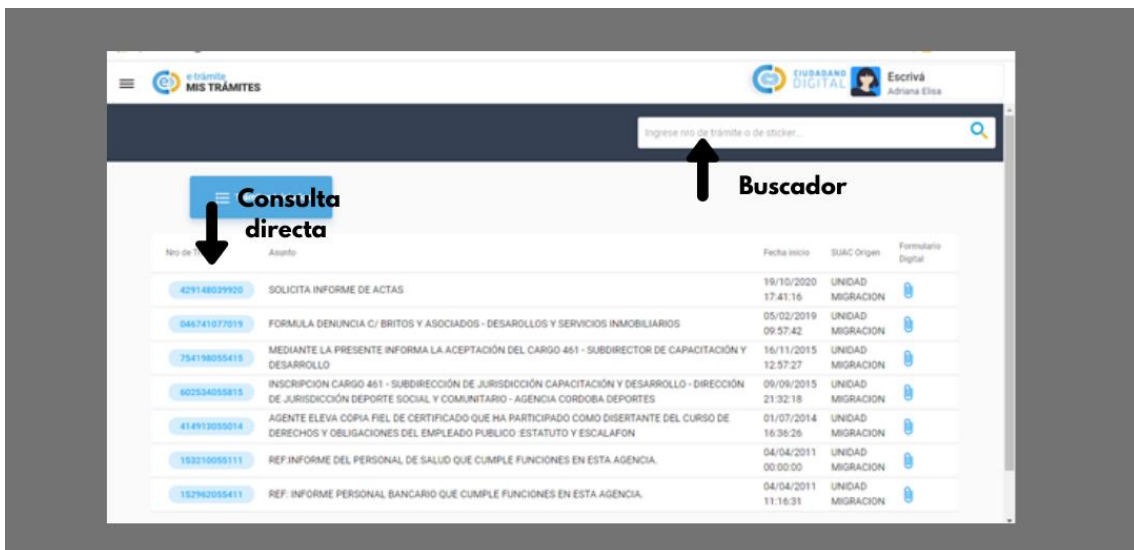 e-trámite
MIS TRÁMITES
CIUDADANO
DIGITAL
Escrivá
Adriana Elisa
Ingrese nro de trámite o de sticker...
Buscador
Consulta
directa
Nro de
Asunto
Fecha inicio
SUAC Origen
Formulario
Digital
429148039920
SOLICITA INFORME DE ACTAS
19/10/2020
17:41:16
UNIDAD
MIGRACION
046741077019
FORMULA DENUNCIA C/ BRITOS Y ASOCIADOS - DESAROLLOS Y SERVICIOS INMOBILIARIOS
05/02/2019
09:57:42
UNIDAD
MIGRACION
754198055415
MEDIANTE LA PRESENTE INFORMA LA ACEPTACIÓN DEL CARGO 461 - SUBDIRECTOR DE CAPACITACIÓN Y
DESARROLLO
16/11/2015
12:57:27
UNIDAD
MIGRACION
602534055815
INSCRIPCION CARGO 461 - SUBDIRECCIÓN DE JURISDICCIÓN CAPACITACIÓN Y DESARROLLO - DIRECCIÓN
DE JURISDICCIÓN DEPORTE SOCIAL Y COMUNITARIO - AGENCIA CORDOBA DEPORTES
09/09/2015
21:32:18
UNIDAD
MIGRACION
414913055014
AGENTE ELEVA COPIA FIEL DE CERTIFICADO QUE HA PARTICIPADO COMO DISERTANTE DEL CURSO DE
DERECHOS Y OBLIGACIONES DEL EMPLEADO PUBLICO :ESTATUTO Y ESCALAFON
01/07/2014
16:36:26
UNIDAD
MIGRACION
153210055111
REF:INFORME DEL PERSONAL DE SALUD QUE CUMPLE FUNCIONES EN ESTA AGENCIA.
04/04/2011
00:00:00
UNIDAD
MIGRACION
152962055411
REF: INFORME PERSONAL BANCARIO QUE CUMPLE FUNCIONES EN ESTA AGENCIA.
04/04/2011
11:16:31
UNIDAD
MIGRACION